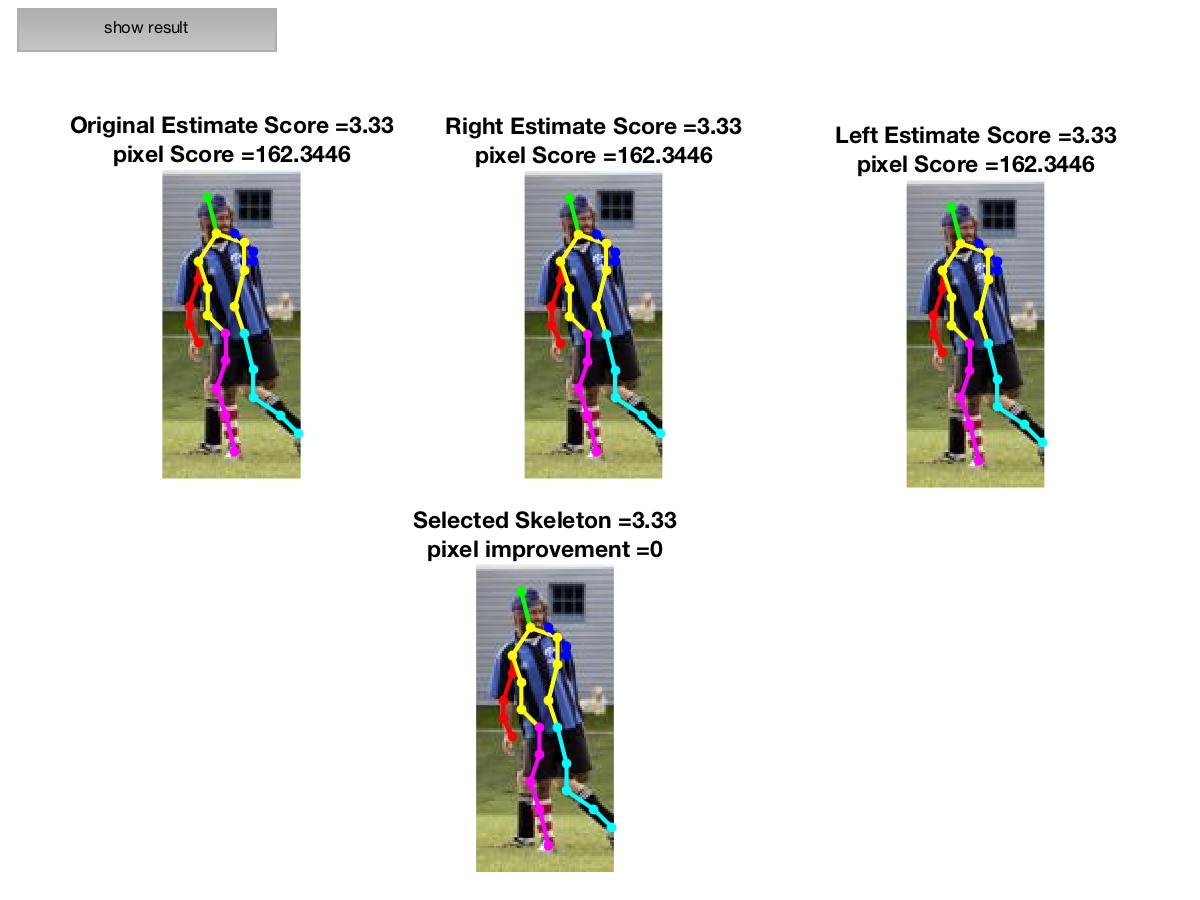 show result
Original Estimate Score =3.33
pixel Score =162.3446
Right Estimate Score =3.33
pixel Score =162.3446
Left Estimate Score =3.33
pixel Score =162.3446
Selected Skeleton =3.33
pixel improvement =0